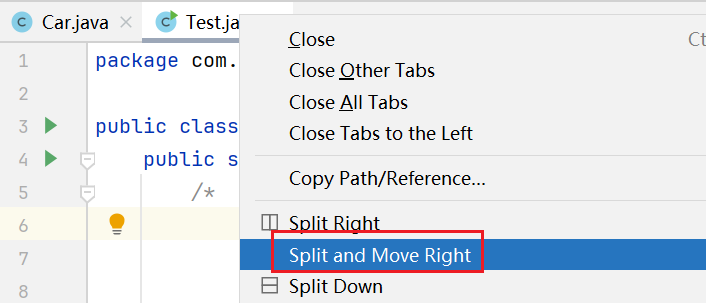 Car.java
Test.ja
1 package com.
2
3 public class
4 public s
5 /*
6
7
8
Close Ct
Close Other Tabs
Close All Tabs
Close Tabs to the Left
Copy Path/Reference...
Split Right
Split and Move Right
Split Down